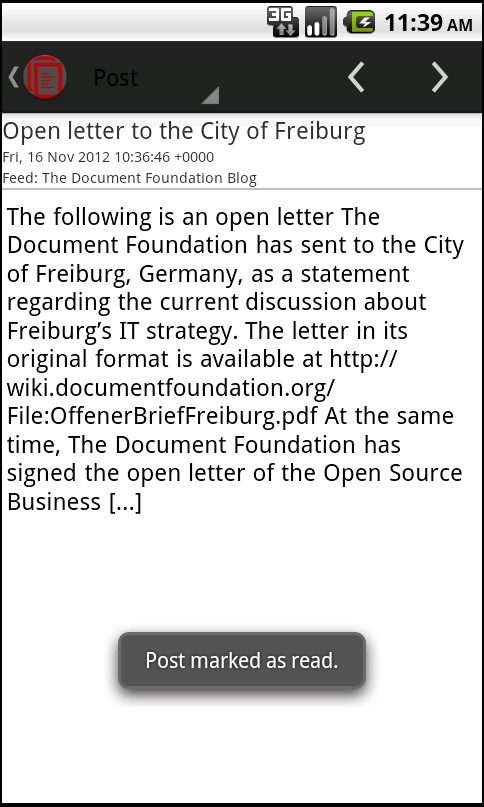 3G
11:39 AM
Post
Open letter to the City of Freiburg
Fri, 16 Nov 2012 10:36:46 +0000
Feed: The Document Foundation Blog
The following is an open letter The
Document Foundation has sent to the City
of Freiburg, Germany, as a statement
regarding the current discussion about
Freiburg’s IT strategy. The letter in its
original format is available at http://
wiki.documentfoundation.org/
File:OffenerBriefFreiburg.pdf At the same
time, The Document Foundation has
signed the open letter of the Open Source
Business [...]
Post marked as read.